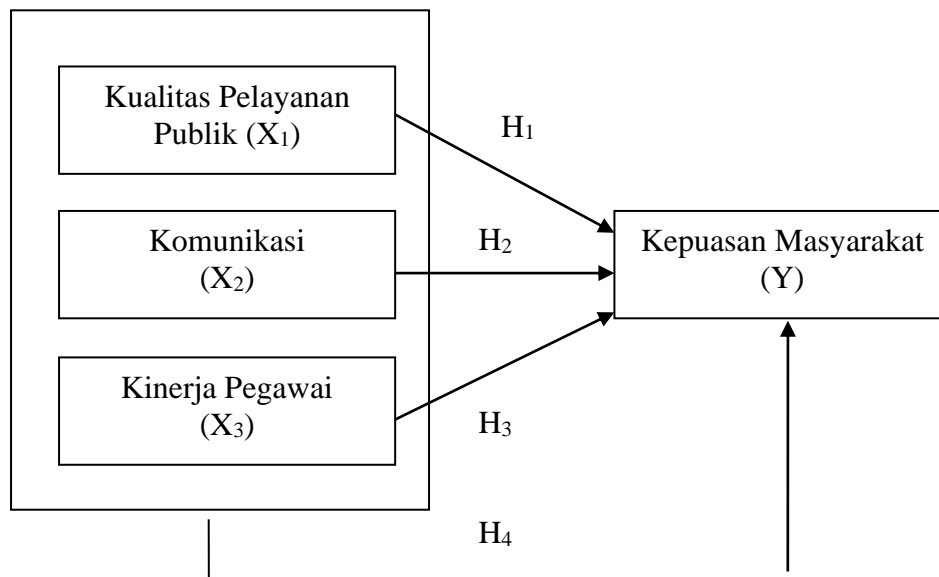 Kualitas Pelayanan
Publik (X₁)
H₁
Komunikasi
(X₂)
H₂
Kepuasan Masyarakat
(Y)
Kinerja Pegawai
(X₃)
H₃
H₄